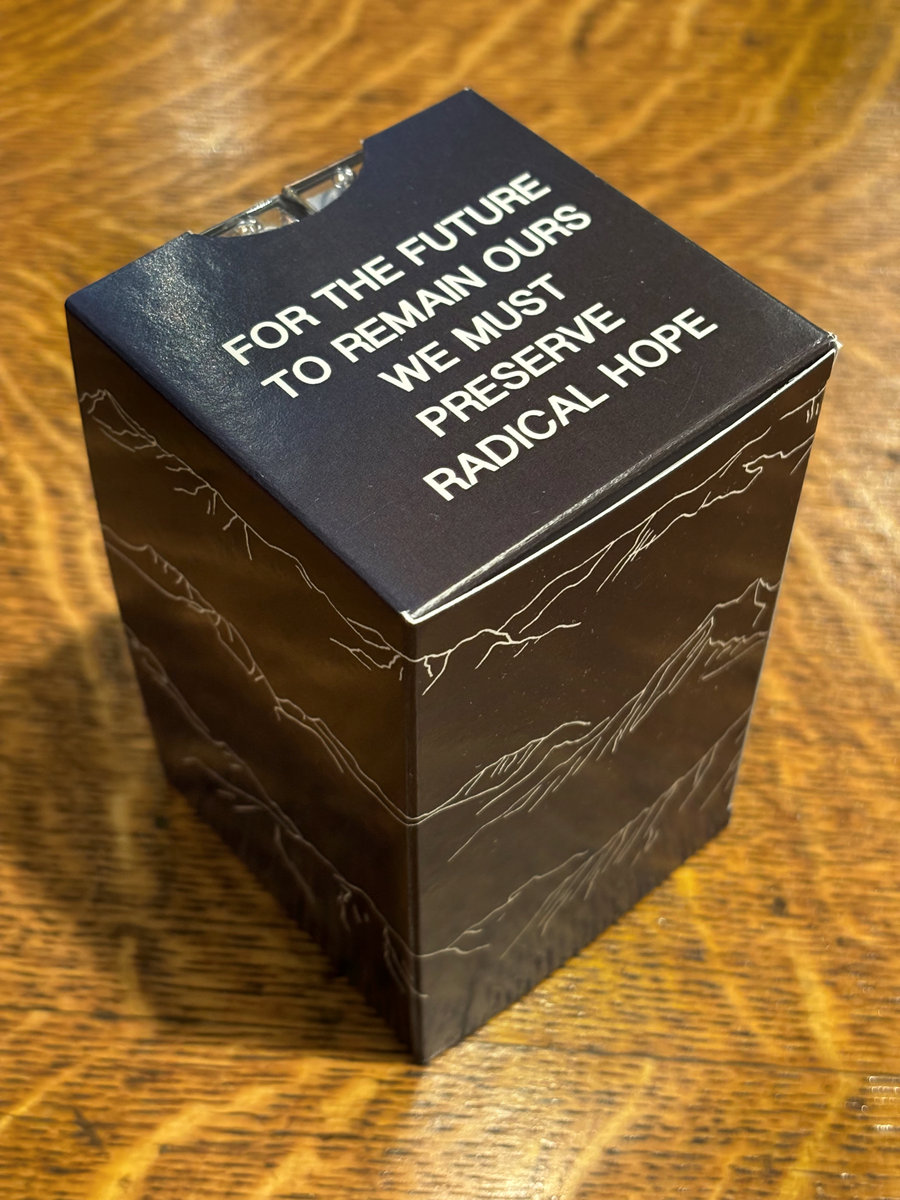 FOR THE FUTURE
TO REMAIN OURS
WE MUST
PRESERVE
RADICAL HOPE